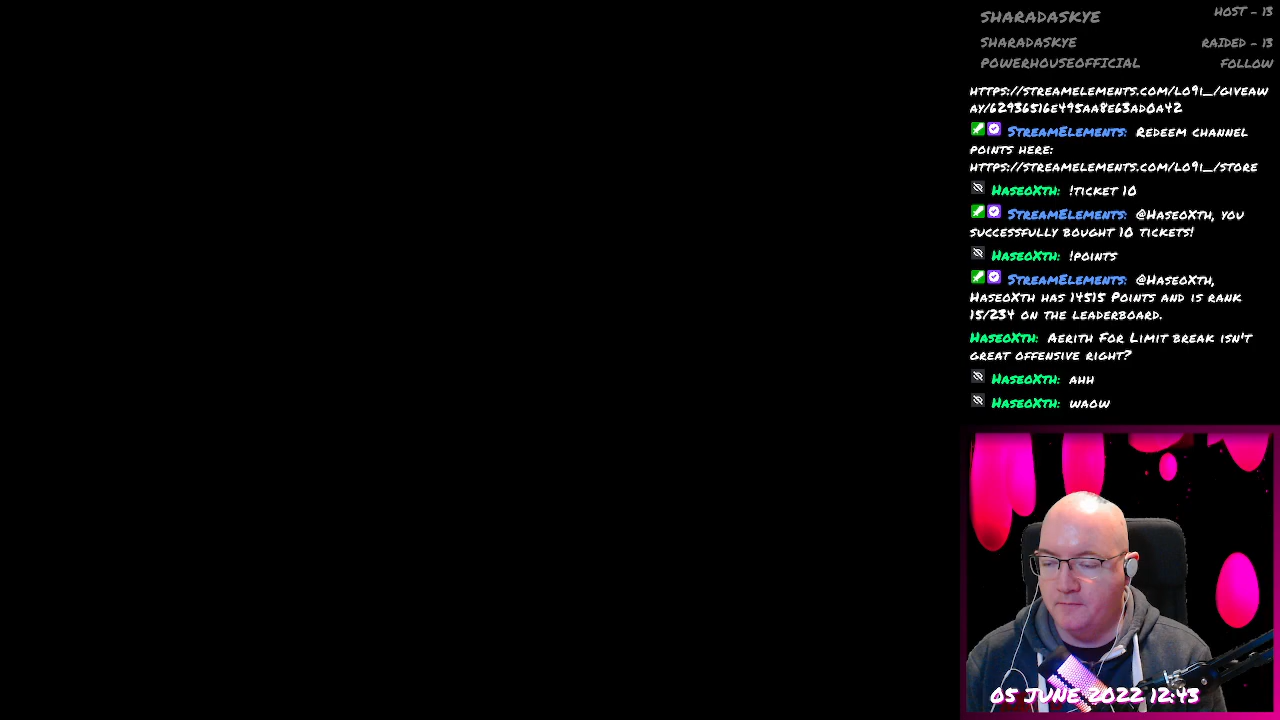 SHARADASKYE HOST - 13
SHARADASKYE RAIDED - 13
POWERHOUSEOFFICIAL FOLLOW
HTTPS://STREAMELEMENTS.COM/LO9I_/GIVEAW
AY/62936516E495AA8E63AD0A42
StreamElements: Redeem channel
points here:
https://streamelements.com/lo9i_/store
HaseoXth: !ticket 10
StreamElements: @HaseoXth, you
successfully bought 10 tickets!
HaseoXth: !points
StreamElements: @HaseoXth,
HaseoXth has 14515 Points and is rank
15/234 on the leaderboard.
HaseoXth: Aerith For Limit break isn't
great offensive right?
HaseoXth: ahh
HaseoXth: waow
05 JUNE 2022 12:43